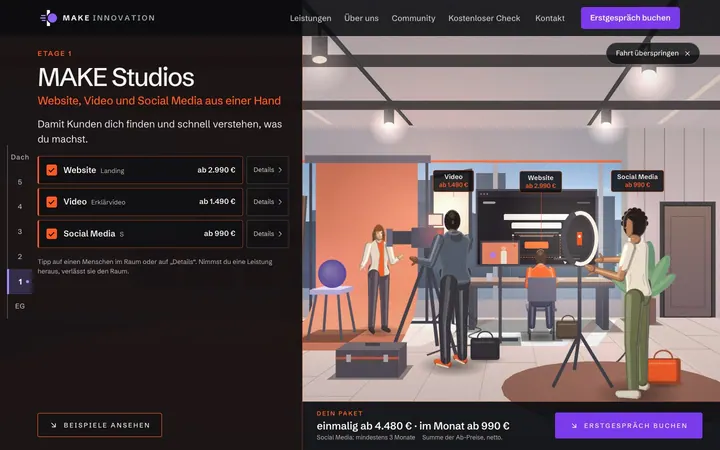 MAKE INNOVATION
Leistungen
Über uns
Community
Kostenloser Check
Kontakt
Erstgespräch buchen
Fahrt überspringen ×
ETAGE 1
MAKE Studios
Website, Video und Social Media aus einer Hand
Damit Kunden dich finden und schnell verstehen, was
du machst.
Dach
5
4
3
2
1
EG
Website Landing ab 2.990 € Details
Video Erklärvideo ab 1.490 € Details
Social Media S ab 990 € Details
Tipp auf einen Menschen im Raum oder auf „Details“. Nimmst du eine Leistung
heraus, verlässt sie den Raum.
BEISPIELE ANSEHEN
Video
ab 1.490 €
Website
ab 2.990 €
Social Media
ab 990 €
DEIN PAKET
einmalig ab 4.480 € · im Monat ab 990 €
Social Media: mindestens 3 Monate Summe der Ab-Preise, netto.
ERSTGESPRÄCH BUCHEN